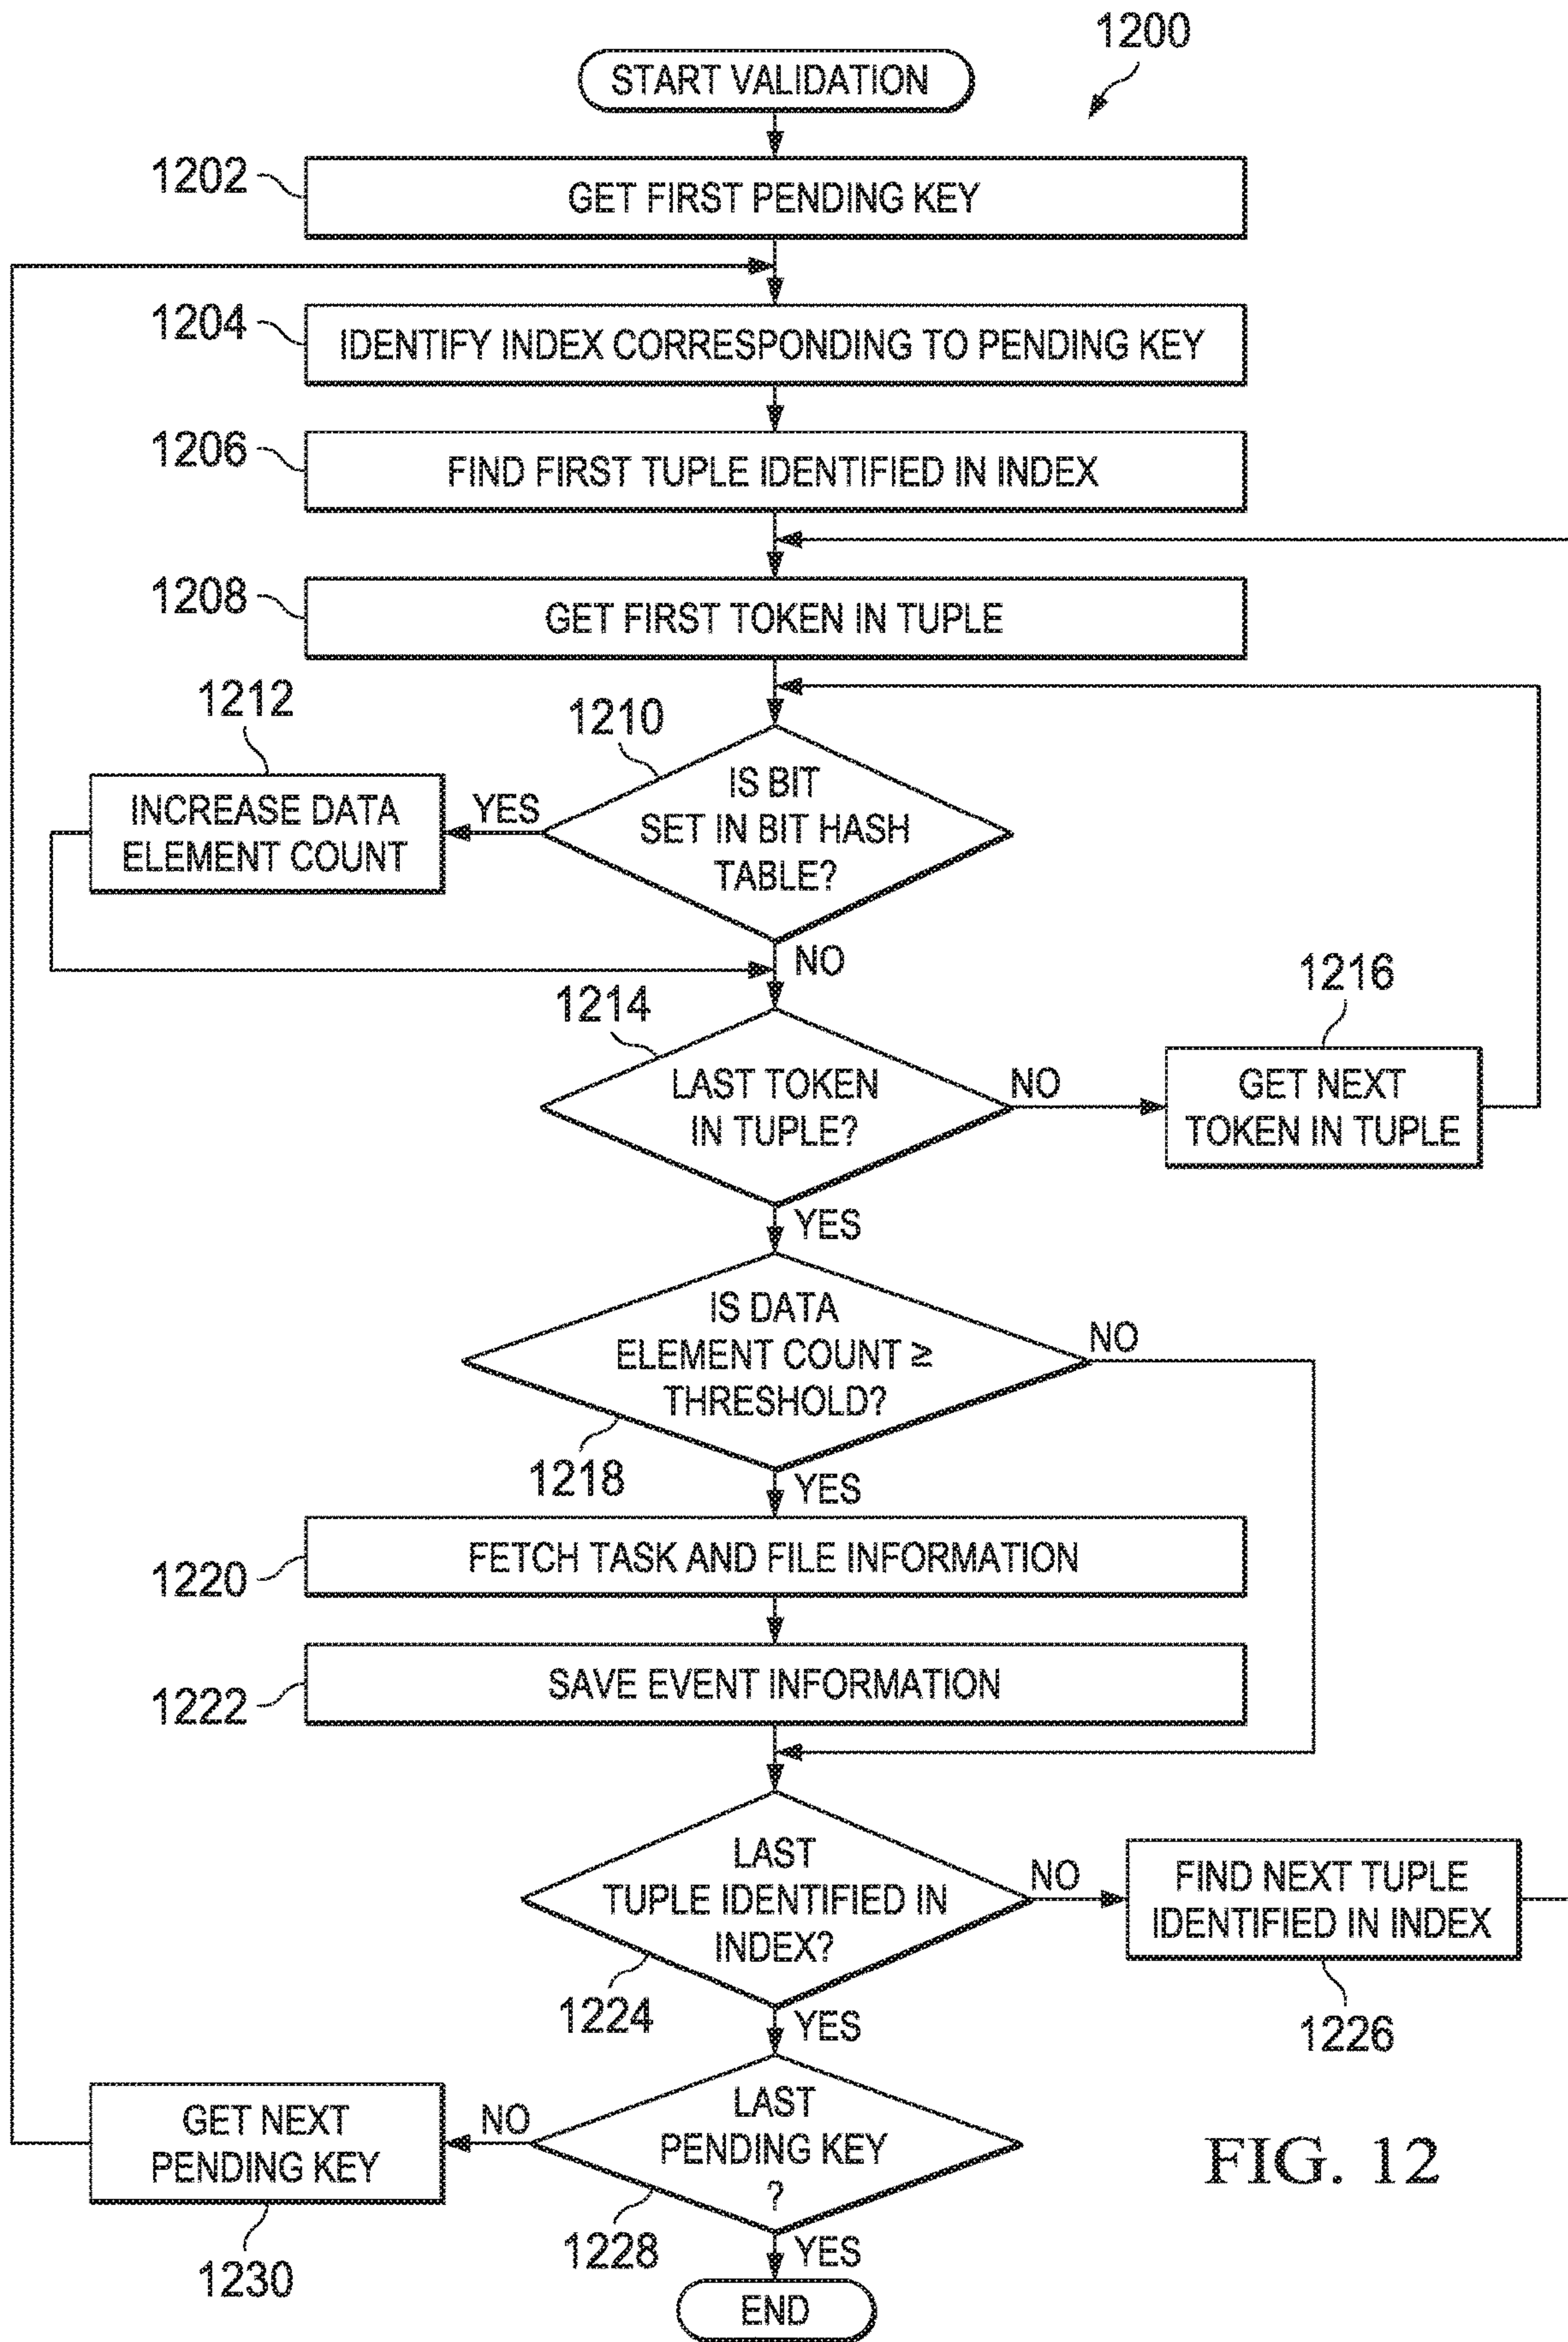 1200
START VALIDATION
1202
GET FIRST PENDING KEY
1204
IDENTIFY INDEX CORRESPONDING TO PENDING KEY
1206
FIND FIRST TUPLE IDENTIFIED IN INDEX
1208
GET FIRST TOKEN IN TUPLE
1212
1210
INCREASE DATA
ELEMENT COUNT
YES
IS BIT
SET IN BIT HASH
TABLE?
NO
1214
1216
LAST TOKEN
IN TUPLE?
NO
GET NEXT
TOKEN IN TUPLE
YES
IS DATA
ELEMENT COUNT ≥
THRESHOLD?
NO
1218
YES
1220
FETCH TASK AND FILE INFORMATION
1222
SAVE EVENT INFORMATION
LAST
TUPLE IDENTIFIED IN
INDEX?
NO
FIND NEXT TUPLE
IDENTIFIED IN INDEX
1224
YES
1226
GET NEXT
PENDING KEY
NO
LAST
PENDING KEY
?
1230
1228
YES
END
FIG. 12